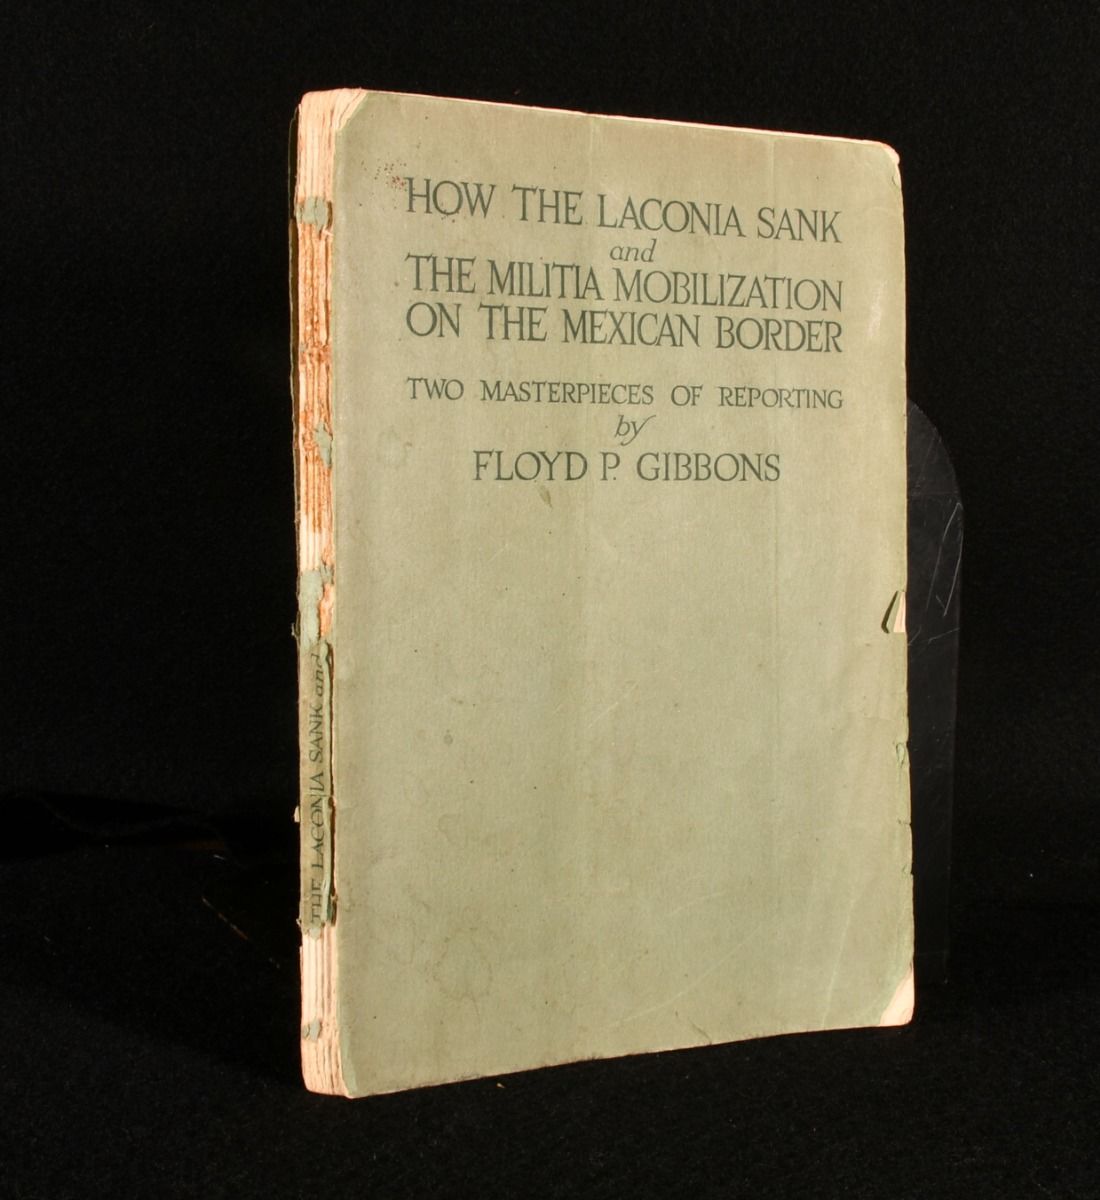 HOW THE LACONIA SANK
and
THE MILITIA MOBILIZATION
ON THE MEXICAN BORDER
TWO MASTERPIECES OF REPORTING
by
FLOYD P. GIBBONS
THE LACONIA SANK and